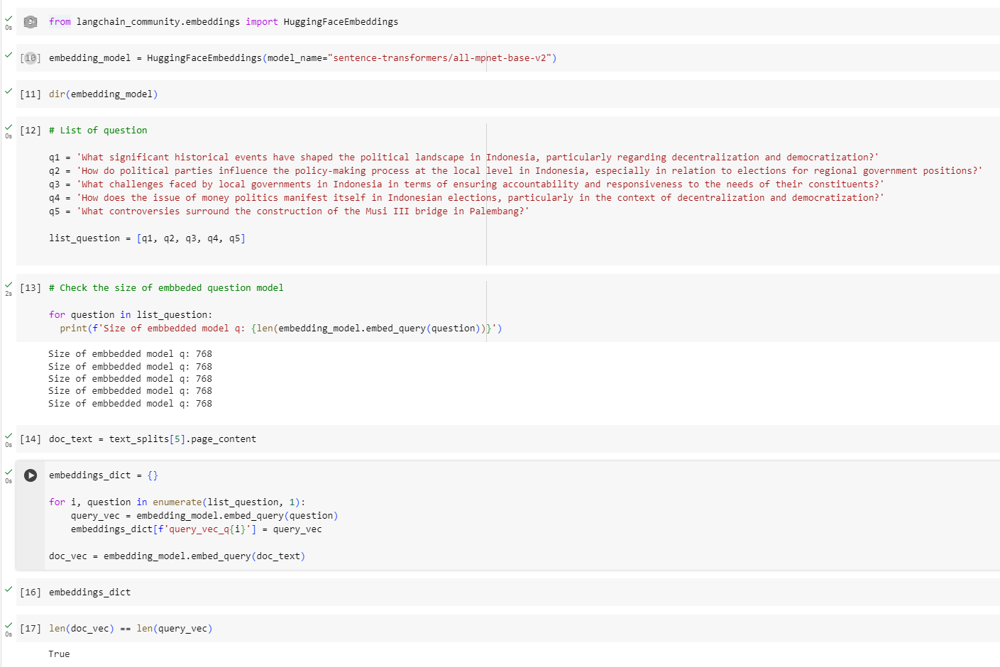 0s
from langchain_community.embeddings import HuggingFaceEmbeddings
[10] embedding_model = HuggingFaceEmbeddings(model_name="sentence-transformers/all-mpnet-base-v2")
[11] dir(embedding_model)
0s
[12] # List of question
q1 = 'What significant historical events have shaped the political landscape in Indonesia, particularly regarding decentralization and democratization?'
q2 = 'How do political parties influence the policy-making process at the local level in Indonesia, especially in relation to elections for regional government positions?'
q3 = 'What challenges faced by local governments in Indonesia in terms of ensuring accountability and responsiveness to the needs of their constituents?'
q4 = 'How does the issue of money politics manifest itself in Indonesian elections, particularly in the context of decentralization and democratization?'
q5 = 'What controversies surround the construction of the Musi III bridge in Palembang?'
list_question = [q1, q2, q3, q4, q5]
2s
[13] # Check the size of embbeded question model
for question in list_question:
print(f'Size of embbedded model q: {len(embedding_model.embed_query(question))}')
Size of embbedded model q: 768
Size of embbedded model q: 768
Size of embbedded model q: 768
Size of embbedded model q: 768
Size of embbedded model q: 768
0s
[14] doc_text = text_splits[5].page_content
0s
embeddings_dict = {}
for i, question in enumerate(list_question, 1):
query_vec = embedding_model.embed_query(question)
embeddings_dict[f'query_vec_q{i}'] = query_vec
doc_vec = embedding_model.embed_query(doc_text)
[16] embeddings_dict
0s
[17] len(doc_vec) == len(query_vec)
True